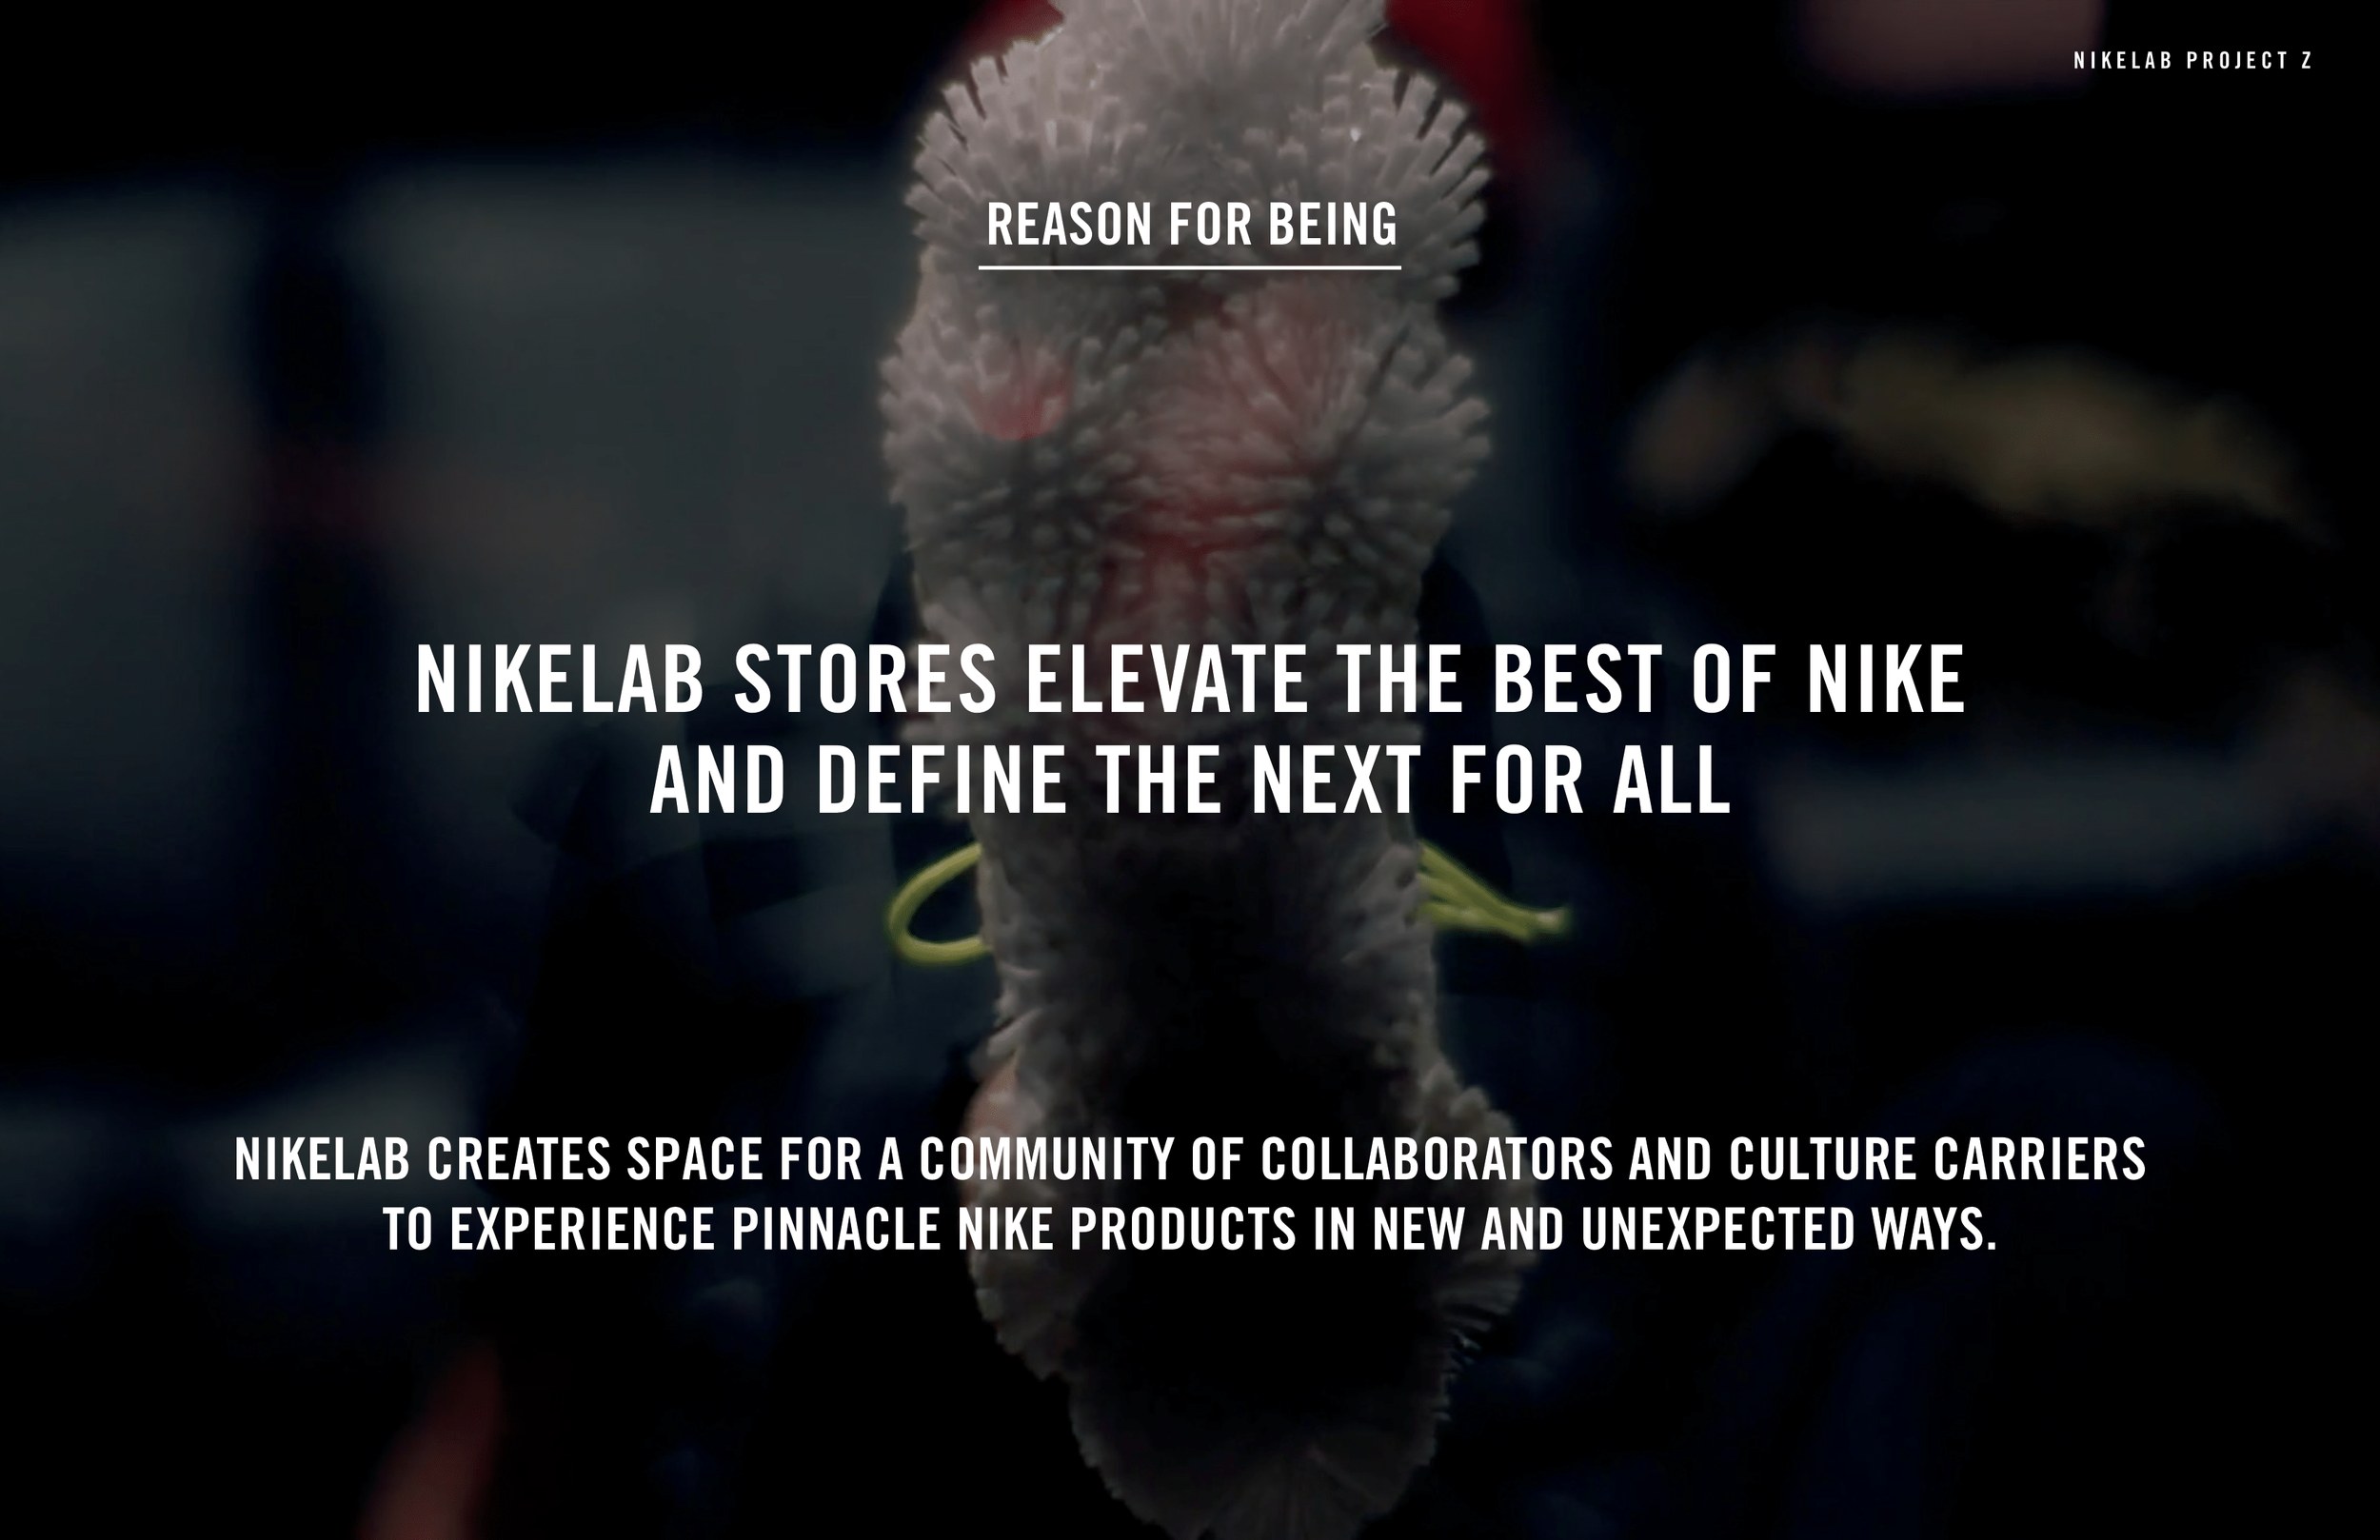 NIKELAB PROJECT Z
REASON FOR BEING
NIKELAB STORES ELEVATE THE BEST OF NIKE
AND DEFINE THE NEXT FOR ALL
NIKELAB CREATES SPACE FOR A COMMUNITY OF COLLABORATORS AND CULTURE CARRIERS
TO EXPERIENCE PINNACLE NIKE PRODUCTS IN NEW AND UNEXPECTED WAYS.